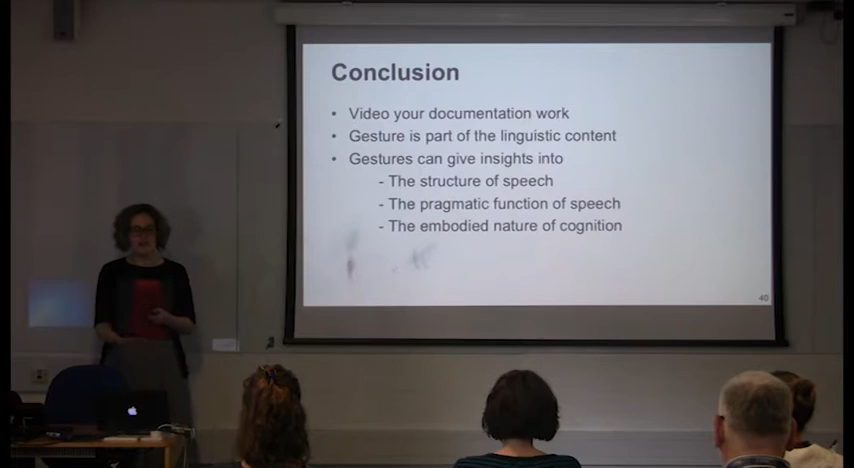 Conclusion
• Video your documentation work
• Gesture is part of the linguistic content
• Gestures can give insights into
- The structure of speech
- The pragmatic function of speech
- The embodied nature of cognition
40